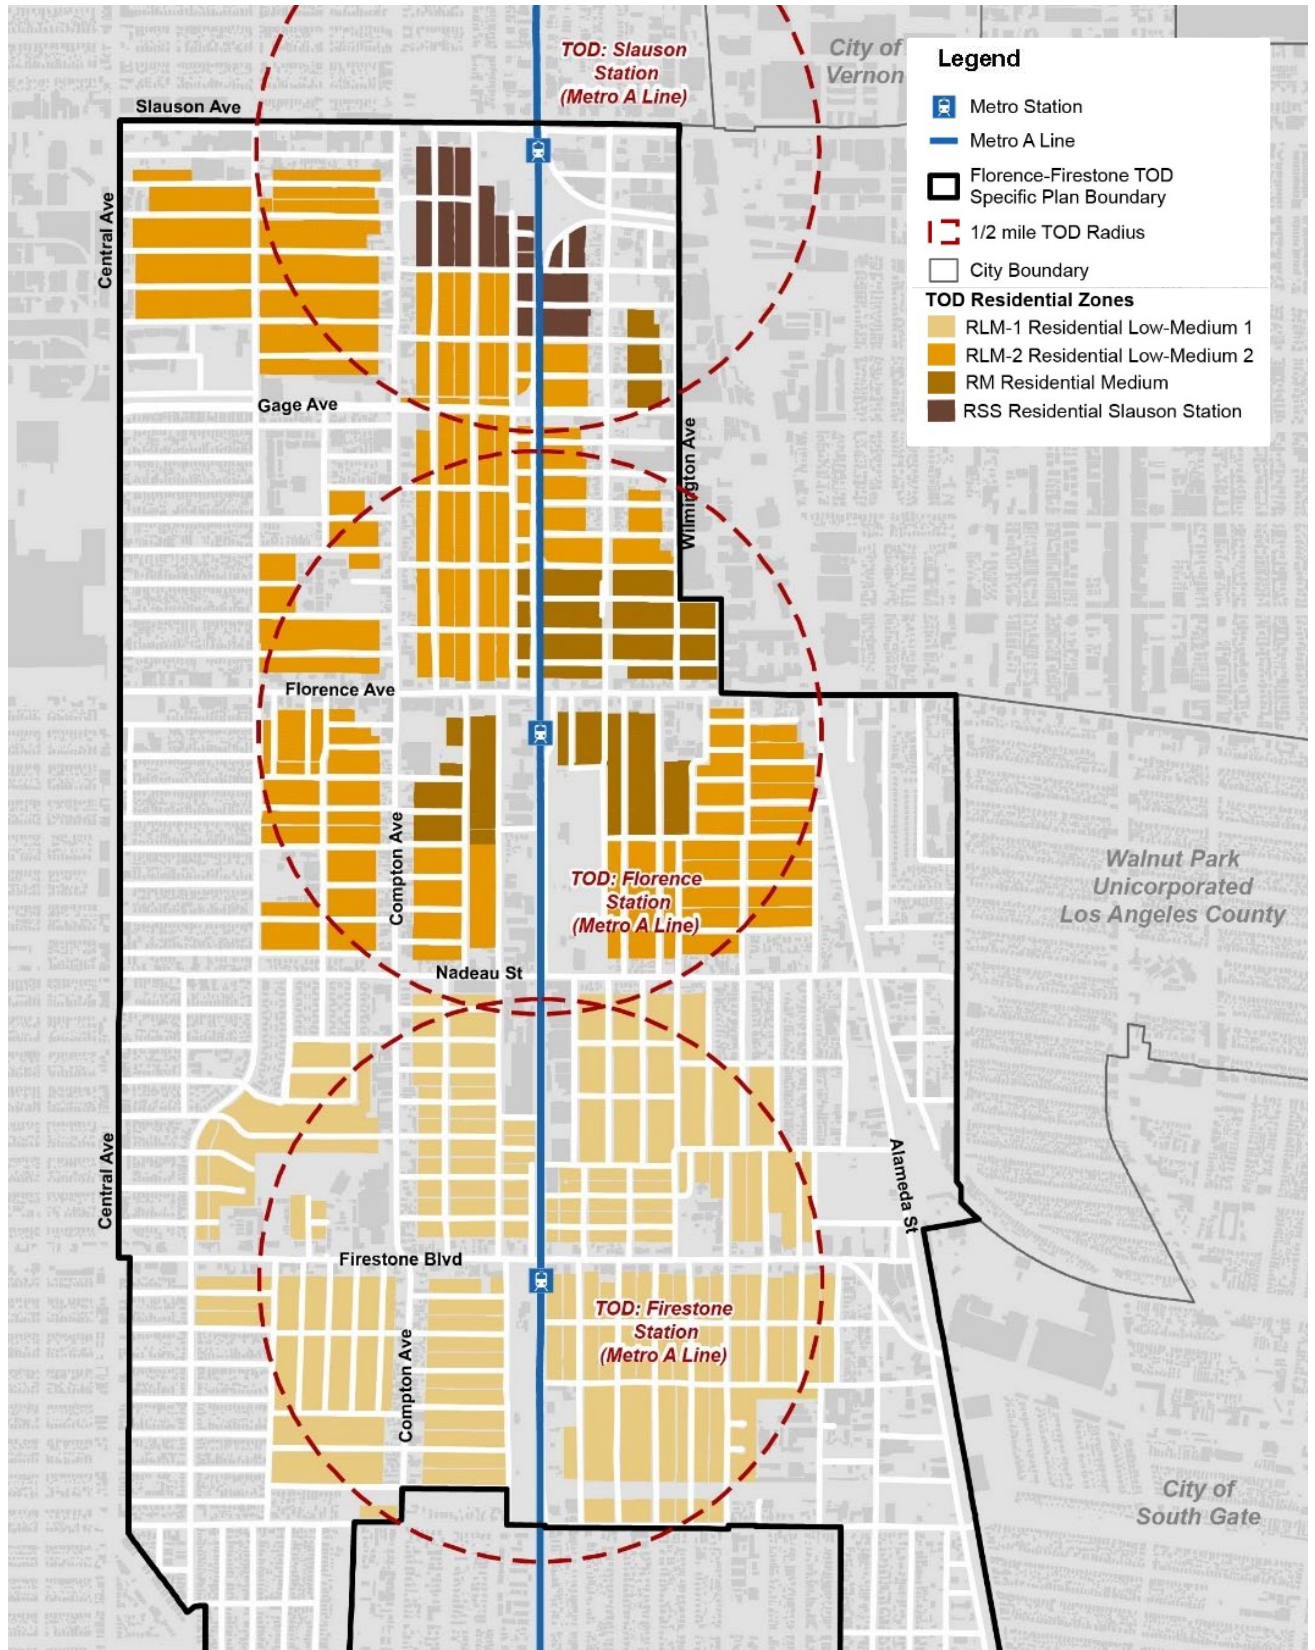 TOD: Slauson
Station
(Metro A Line)
City of
Vernon
Legend
Metro Station
Metro A Line
Florence-Firestone TOD
Specific Plan Boundary
1/2 mile TOD Radius
City Boundary
TOD Residential Zones
RLM-1 Residential Low-Medium 1
RLM-2 Residential Low-Medium 2
RM Residential Medium
RSS Residential Slauson Station
Slauson Ave
Central Ave
Gage Ave
Wilmington Ave
Florence Ave
Compton Ave
TOD: Florence
Station
(Metro A Line)
Walnut Park
Unicorporated
Los Angeles County
Nadeau St
Central Ave
Alameda St
Firestone Blvd
TOD: Firestone
Station
(Metro A Line)
Compton Ave
City of
South Gate